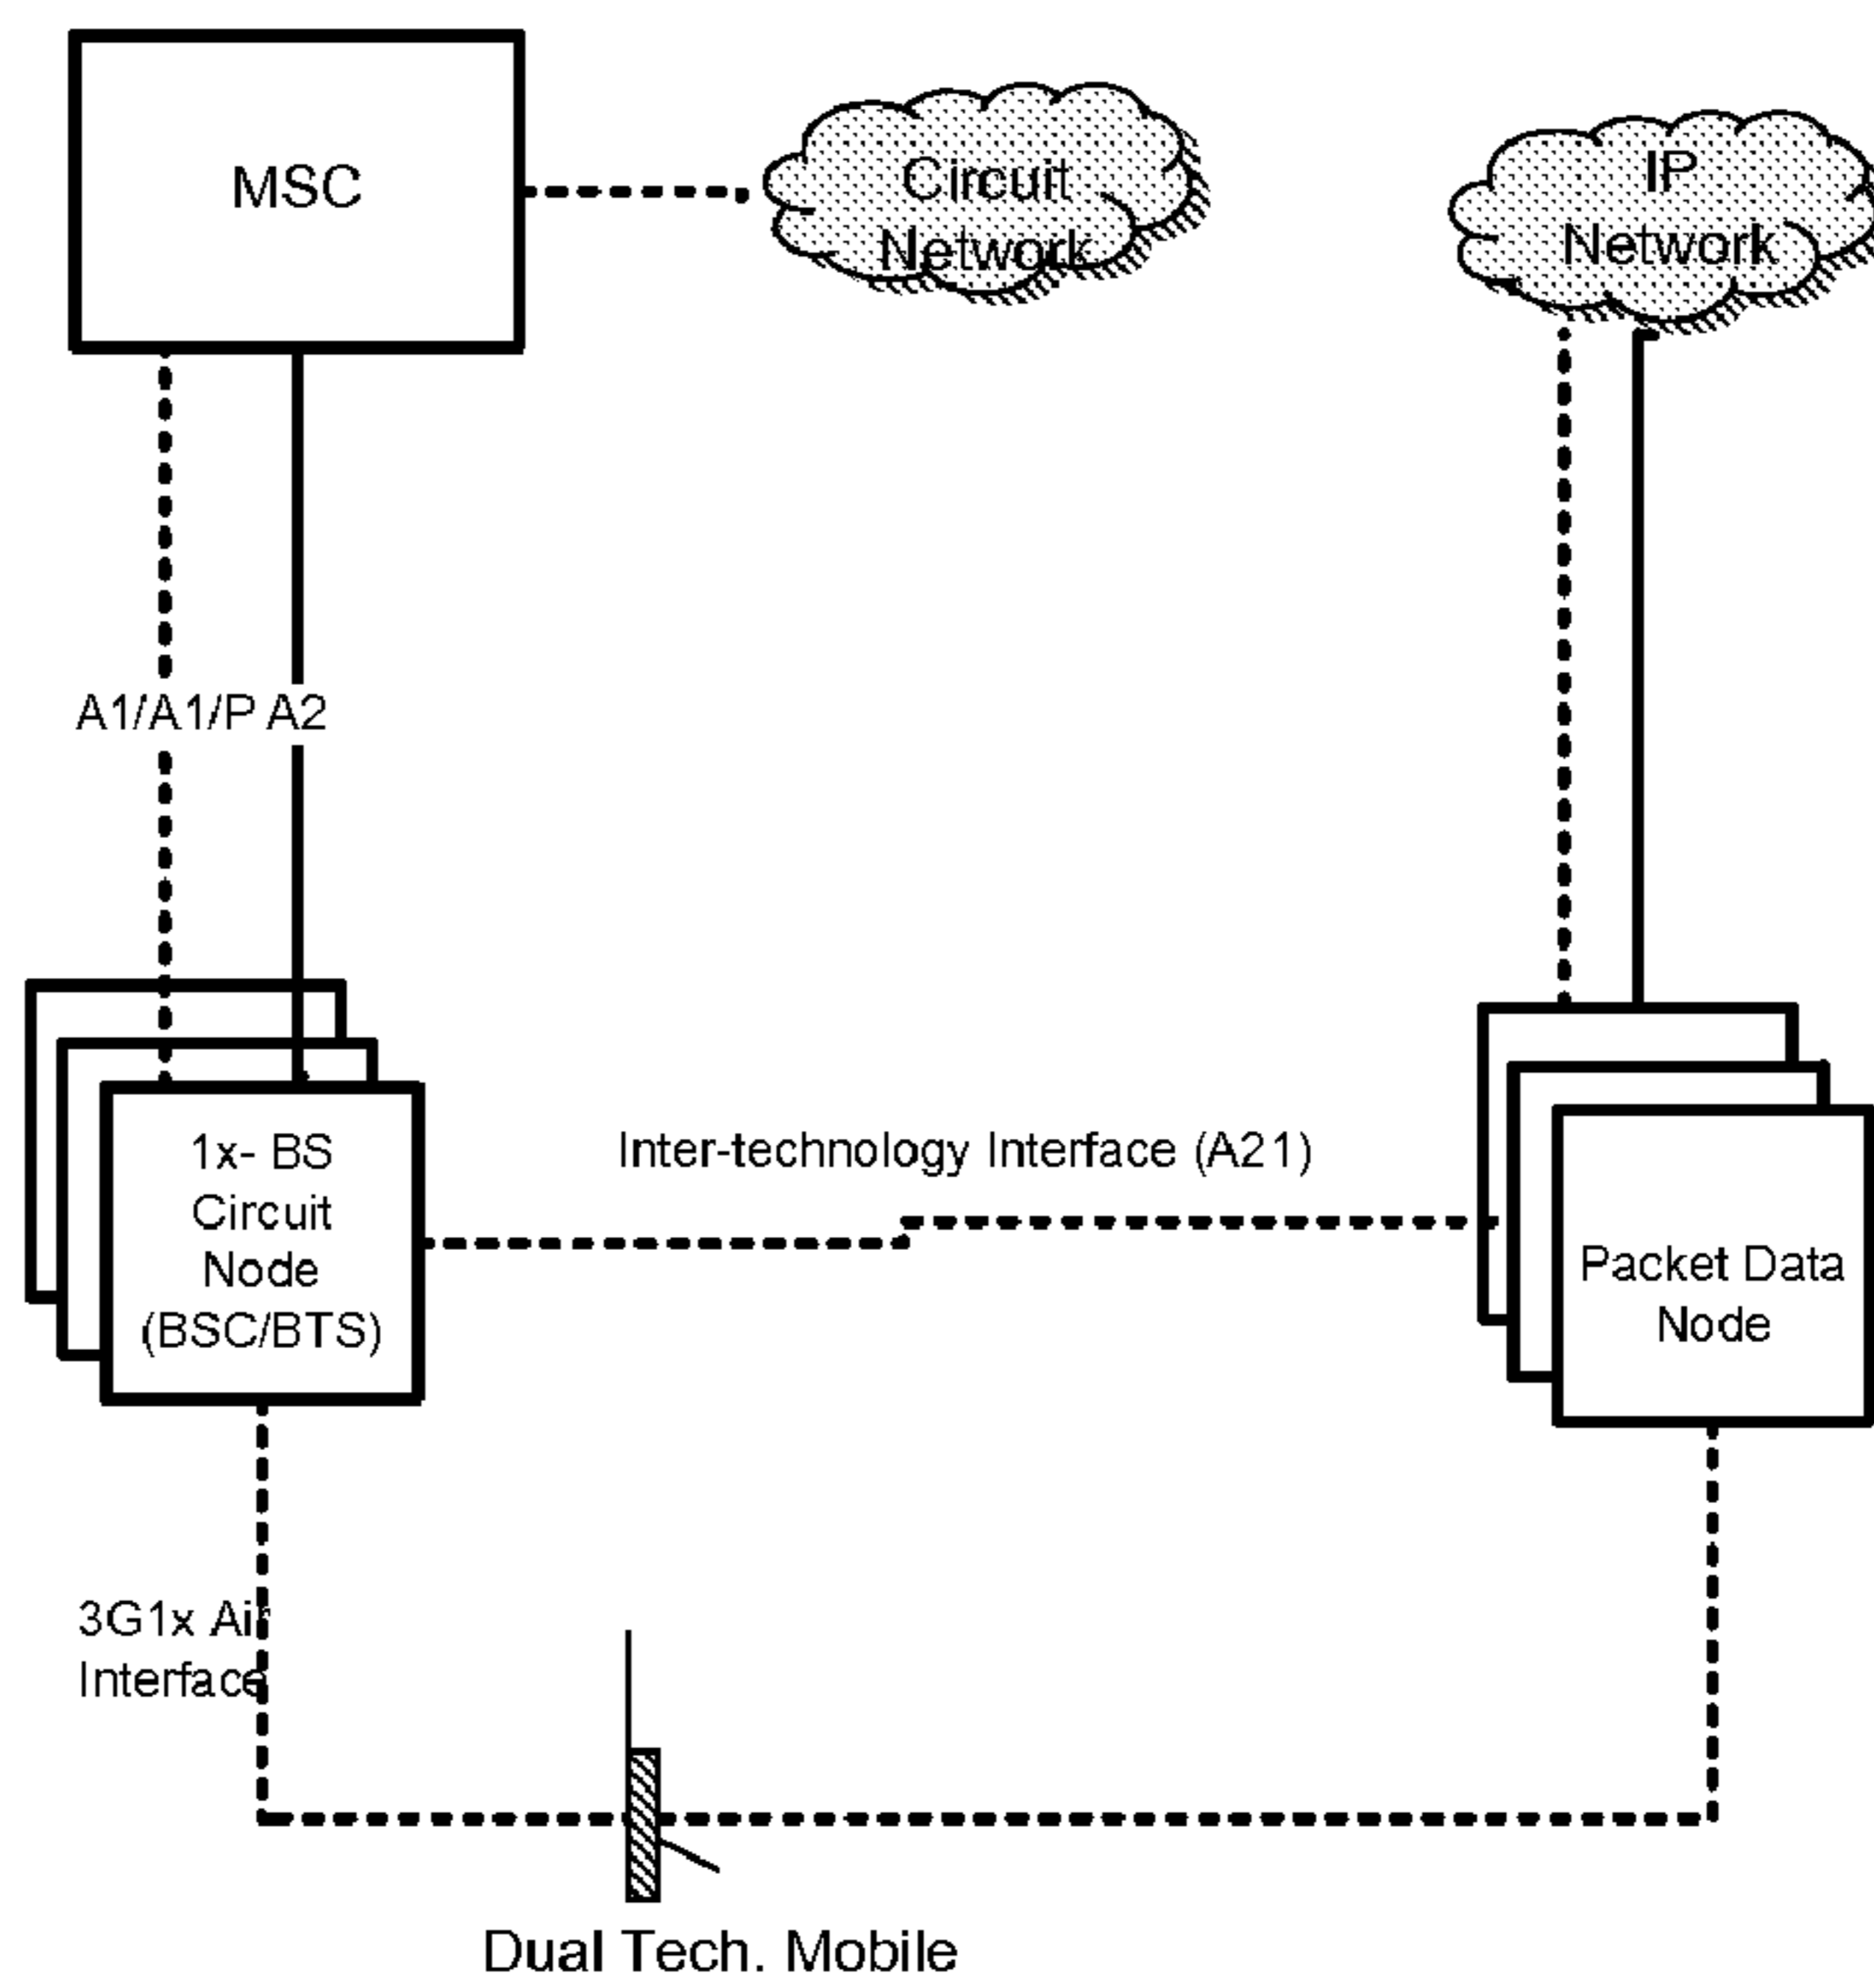 MSC
Circuit
Network
IP
Network
A1/A1/P A2
1x- BS
Circuit
Node
(BSC/BTS)
Inter-technology Interface (A21)
Packet Data
Node
3G1x Air
Interface
Dual Tech. Mobile